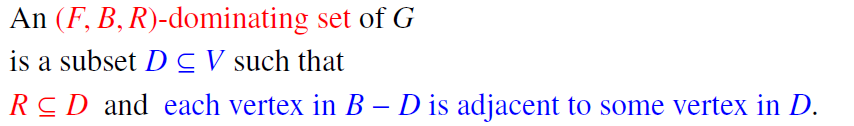 An (F, B, R)-dominating set of G
is a subset D ⊆ V such that
R ⊆ D and each vertex in B – D is adjacent to some vertex in D.